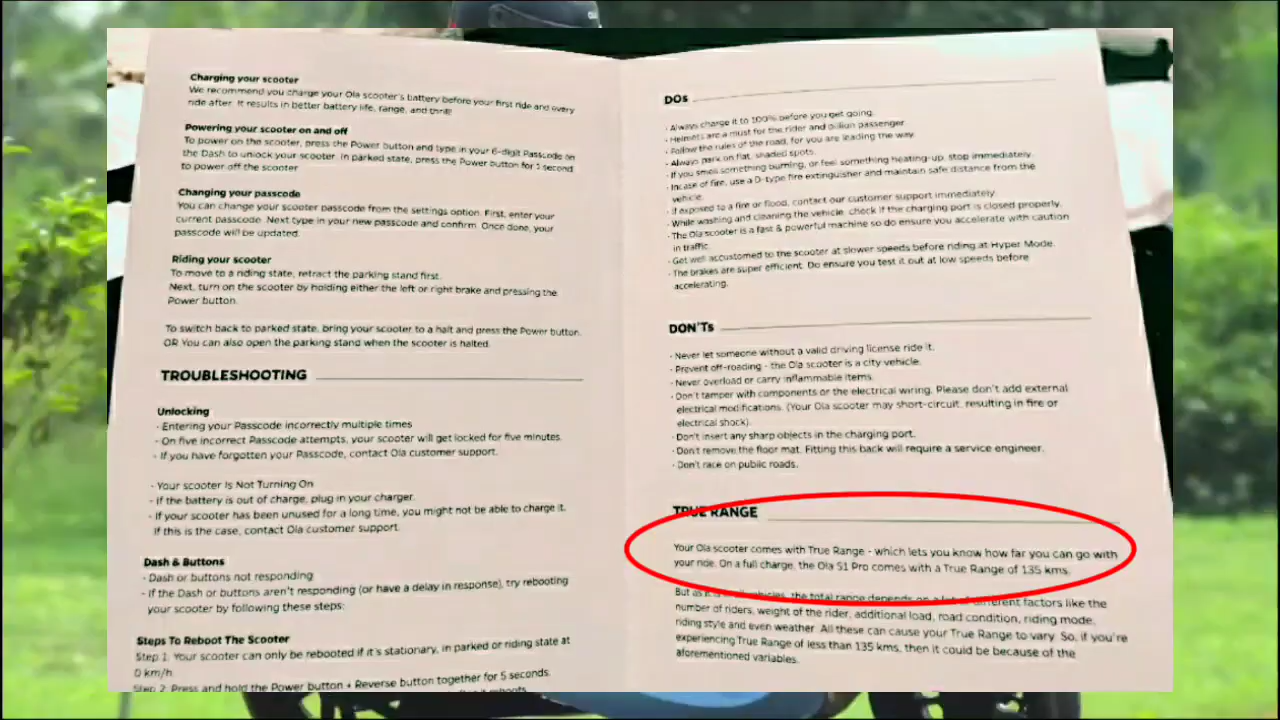 Charging your scooter
We recommend you charge your Ola scooter's battery before your first ride and every
ride after. It results in better battery life, range, and thrill!
Powering your scooter on and off
To power on the scooter, press the Power button and type in your 6-digit Passcode on
the Dash to unlock your scooter. In parked state, press the Power button for 5 second
to power off the scooter
Changing your passcode
You can change your scooter passcode from the settings option. First, enter your
current passcode. Next type in your new passcode and confirm. Once done, your
passcode will be updated.
Riding your scooter
To move to a riding state, retract the parking stand first.
Next, turn on the scooter by holding either the left or right brake and pressing the
Power button.
To switch back to parked state, bring your scooter to a halt and press the Power button.
OR You can also open the parking stand when the scooter is halted.
TROUBLESHOOTING
Unlocking
- Entering your Passcode incorrectly multiple times
- On five incorrect Passcode attempts, your scooter will get locked for five minutes.
- If you have forgotten your Passcode, contact Ola customer support.
- Your Scooter Is Not Turning On
- If the battery is out of charge, plug in your charger.
- If your scooter has been unused for a long time, you might not be able to charge it.
If this is the case, contact Ola customer support.
Dash & Buttons
- Dash or buttons not responding
- If the Dash or buttons aren't responding (or have a delay in response), try rebooting
your scooter by following these steps:
Steps To Reboot The Scooter
Step 1: Your scooter can only be rebooted if it's stationary, in parked or riding state at
0 km/h.
Step 2: Press and hold the Power button + Reverse button together for 5 seconds
DOs
- Always charge it to 100% before you get going.
- Helmets are a must for the rider and pillion passenger.
- Follow the rules of the road, for you are leading the way.
- Always park on flat, shaded spots.
- If you smell something burning, or feel something heating-up, stop immediately.
- Incase of fire, use a D-type fire extinguisher and maintain safe distance from the
vehicle.
- If exposed to a fire or flood, contact our customer support immediately.
- While washing and cleaning the vehicle, check if the charging port is closed properly.
- The Ola scooter is a fast & powerful machine so do ensure you accelerate with caution
in traffic.
- Get well accustomed to the scooter at slower speeds before riding at Hyper Mode.
- The brakes are super efficient. Do ensure you test it out at low speeds before
accelerating.
DON'Ts
- Never let someone without a valid driving license ride it.
- Prevent off-roading - the Ola scooter is a city vehicle.
- Never overload or carry inflammable items.
- Don't tamper with components or the electrical wiring. Please don't add external
electrical modifications. (Your Ola scooter may short-circuit, resulting in fire or
electrical shock).
- Don't insert any sharp objects in the charging port.
- Don't remove the floor mat. Fitting this back will require a service engineer.
- Don't race on public roads.
TRUE RANGE
Your Ola scooter comes with True Range - which lets you know how far you can go with
your ride. On a full charge, the Ola S1 Pro comes with a True Range of 135 kms.
But as it is vehicles, the total range depends on a lot of different factors like the
number of riders, weight of the rider, additional load, road condition, riding mode,
riding style and even weather. All these can cause your True Range to vary. So, if you're
experiencing True Range of less than 135 kms, then it could be because of the
aforementioned variables.